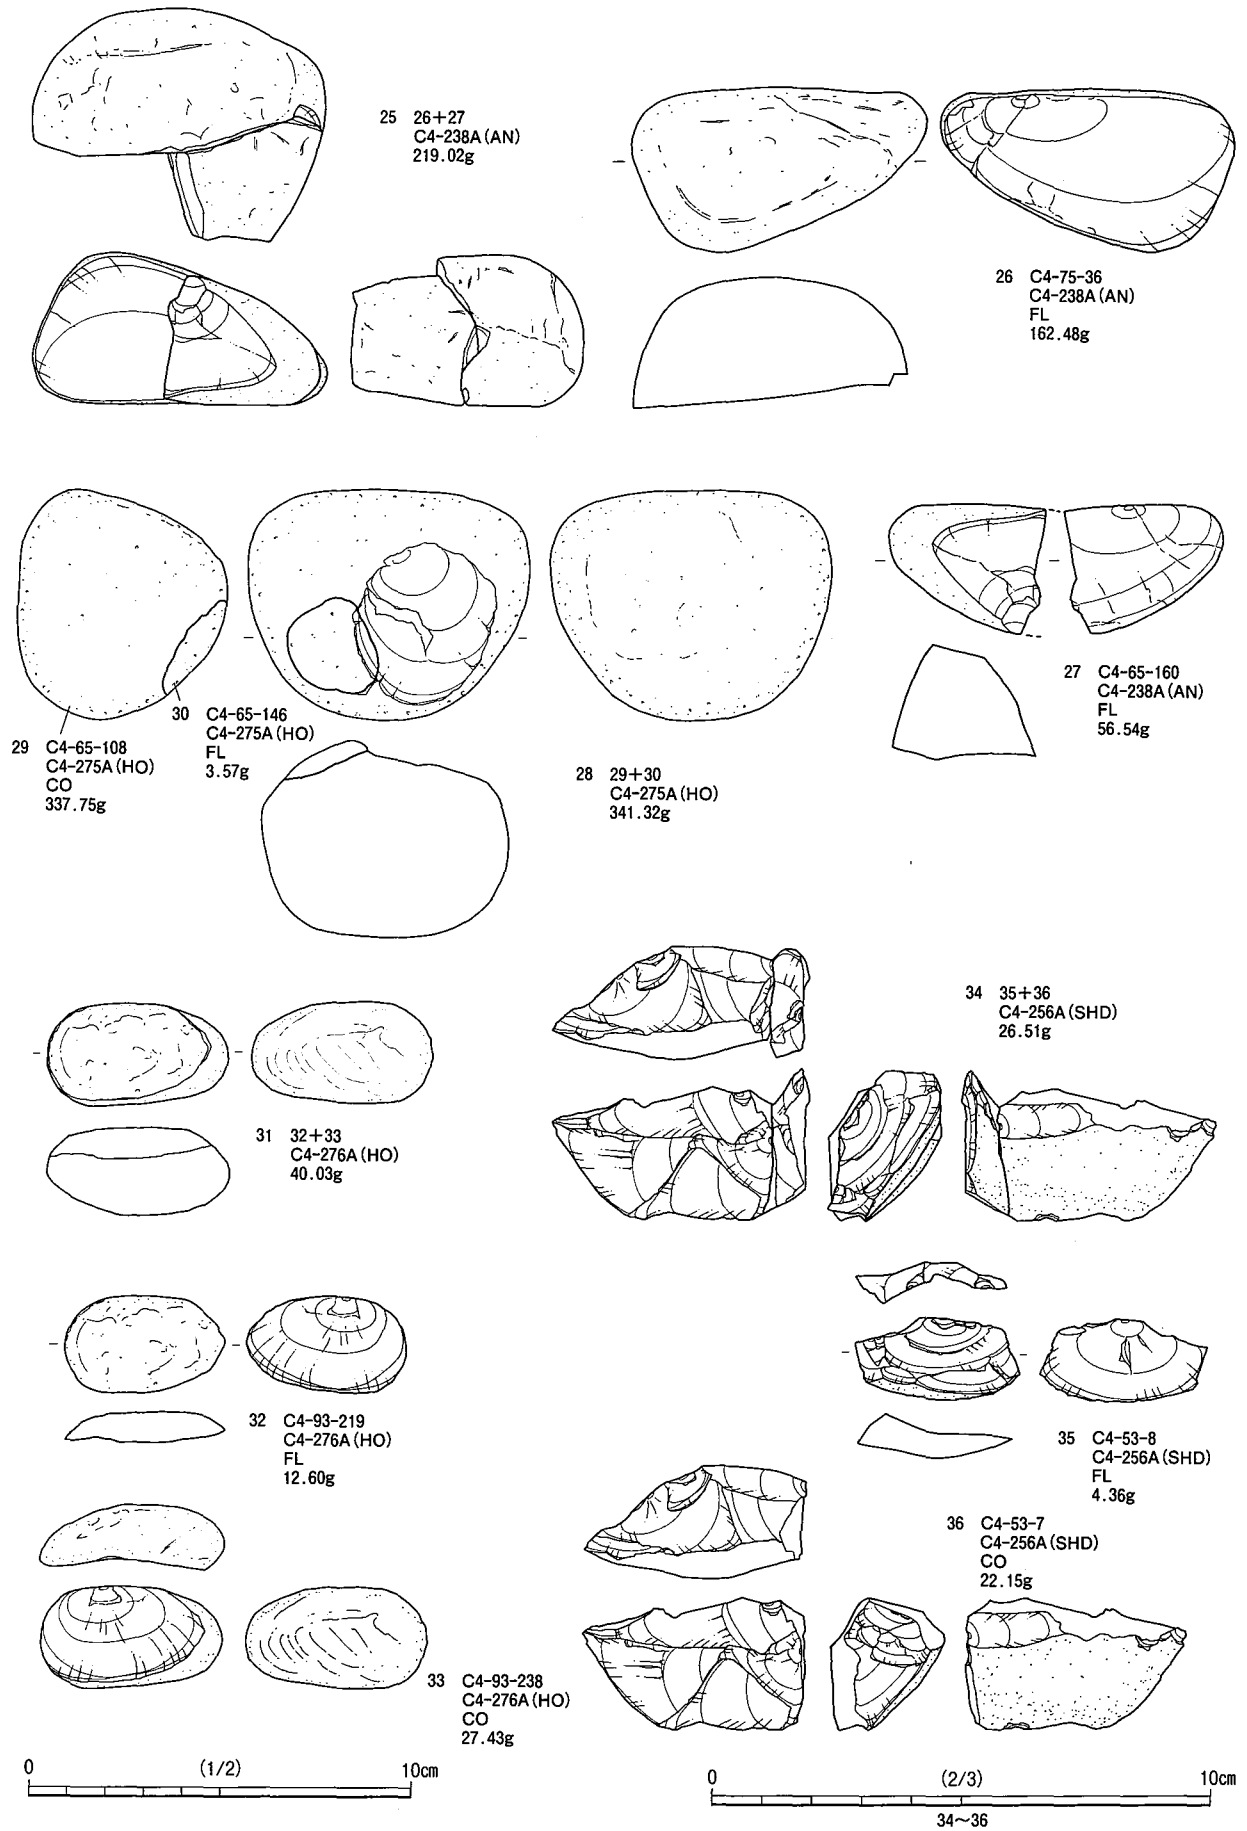 25 26+27
C4-238A(AN)
219.02g
26 C4-75-36
C4-238A(AN)
FL
162.48g
27 C4-65-160
C4-238A(AN)
FL
56.54g
30 C4-65-146
C4-275A(HO)
FL
3.57g
29 C4-65-108
C4-275A(HO)
CO
337.75g
28 29+30
C4-275A(HO)
341.32g
34 35+36
C4-256A(SHD)
26.51g
31 32+33
C4-276A(HO)
40.03g
32 C4-93-219
C4-276A(HO)
FL
12.60g
35 C4-53-8
C4-256A(SHD)
FL
4.36g
36 C4-53-7
C4-256A(SHD)
CO
22.15g
33 C4-93-238
C4-276A(HO)
CO
27.43g
0 (1/2) 10cm
0 (2/3) 10cm
34~36